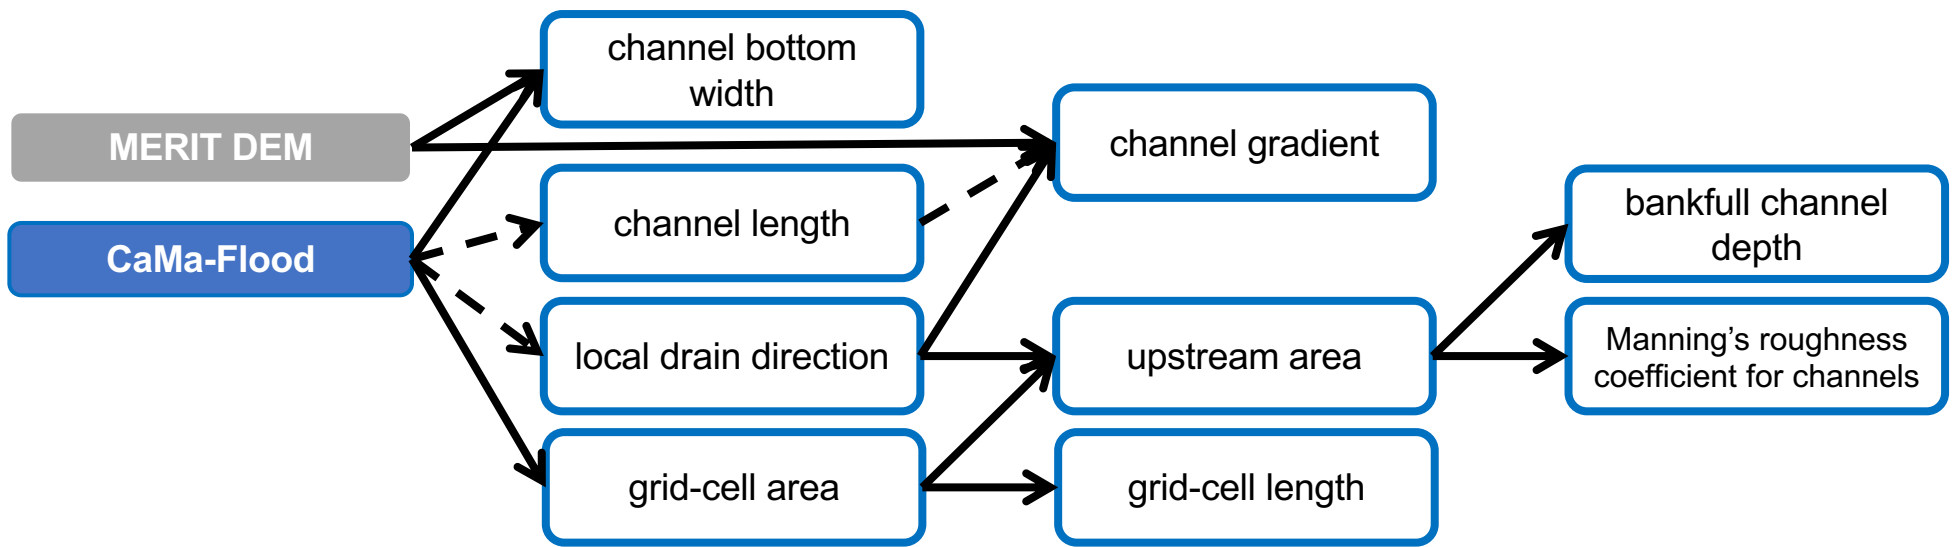 MERIT DEM
CaMa-Flood
channel bottom
width
channel length
local drain direction
grid-cell area
channel gradient
upstream area
grid-cell length
bankfull channel
depth
Manning’s roughness
coefficient for channels